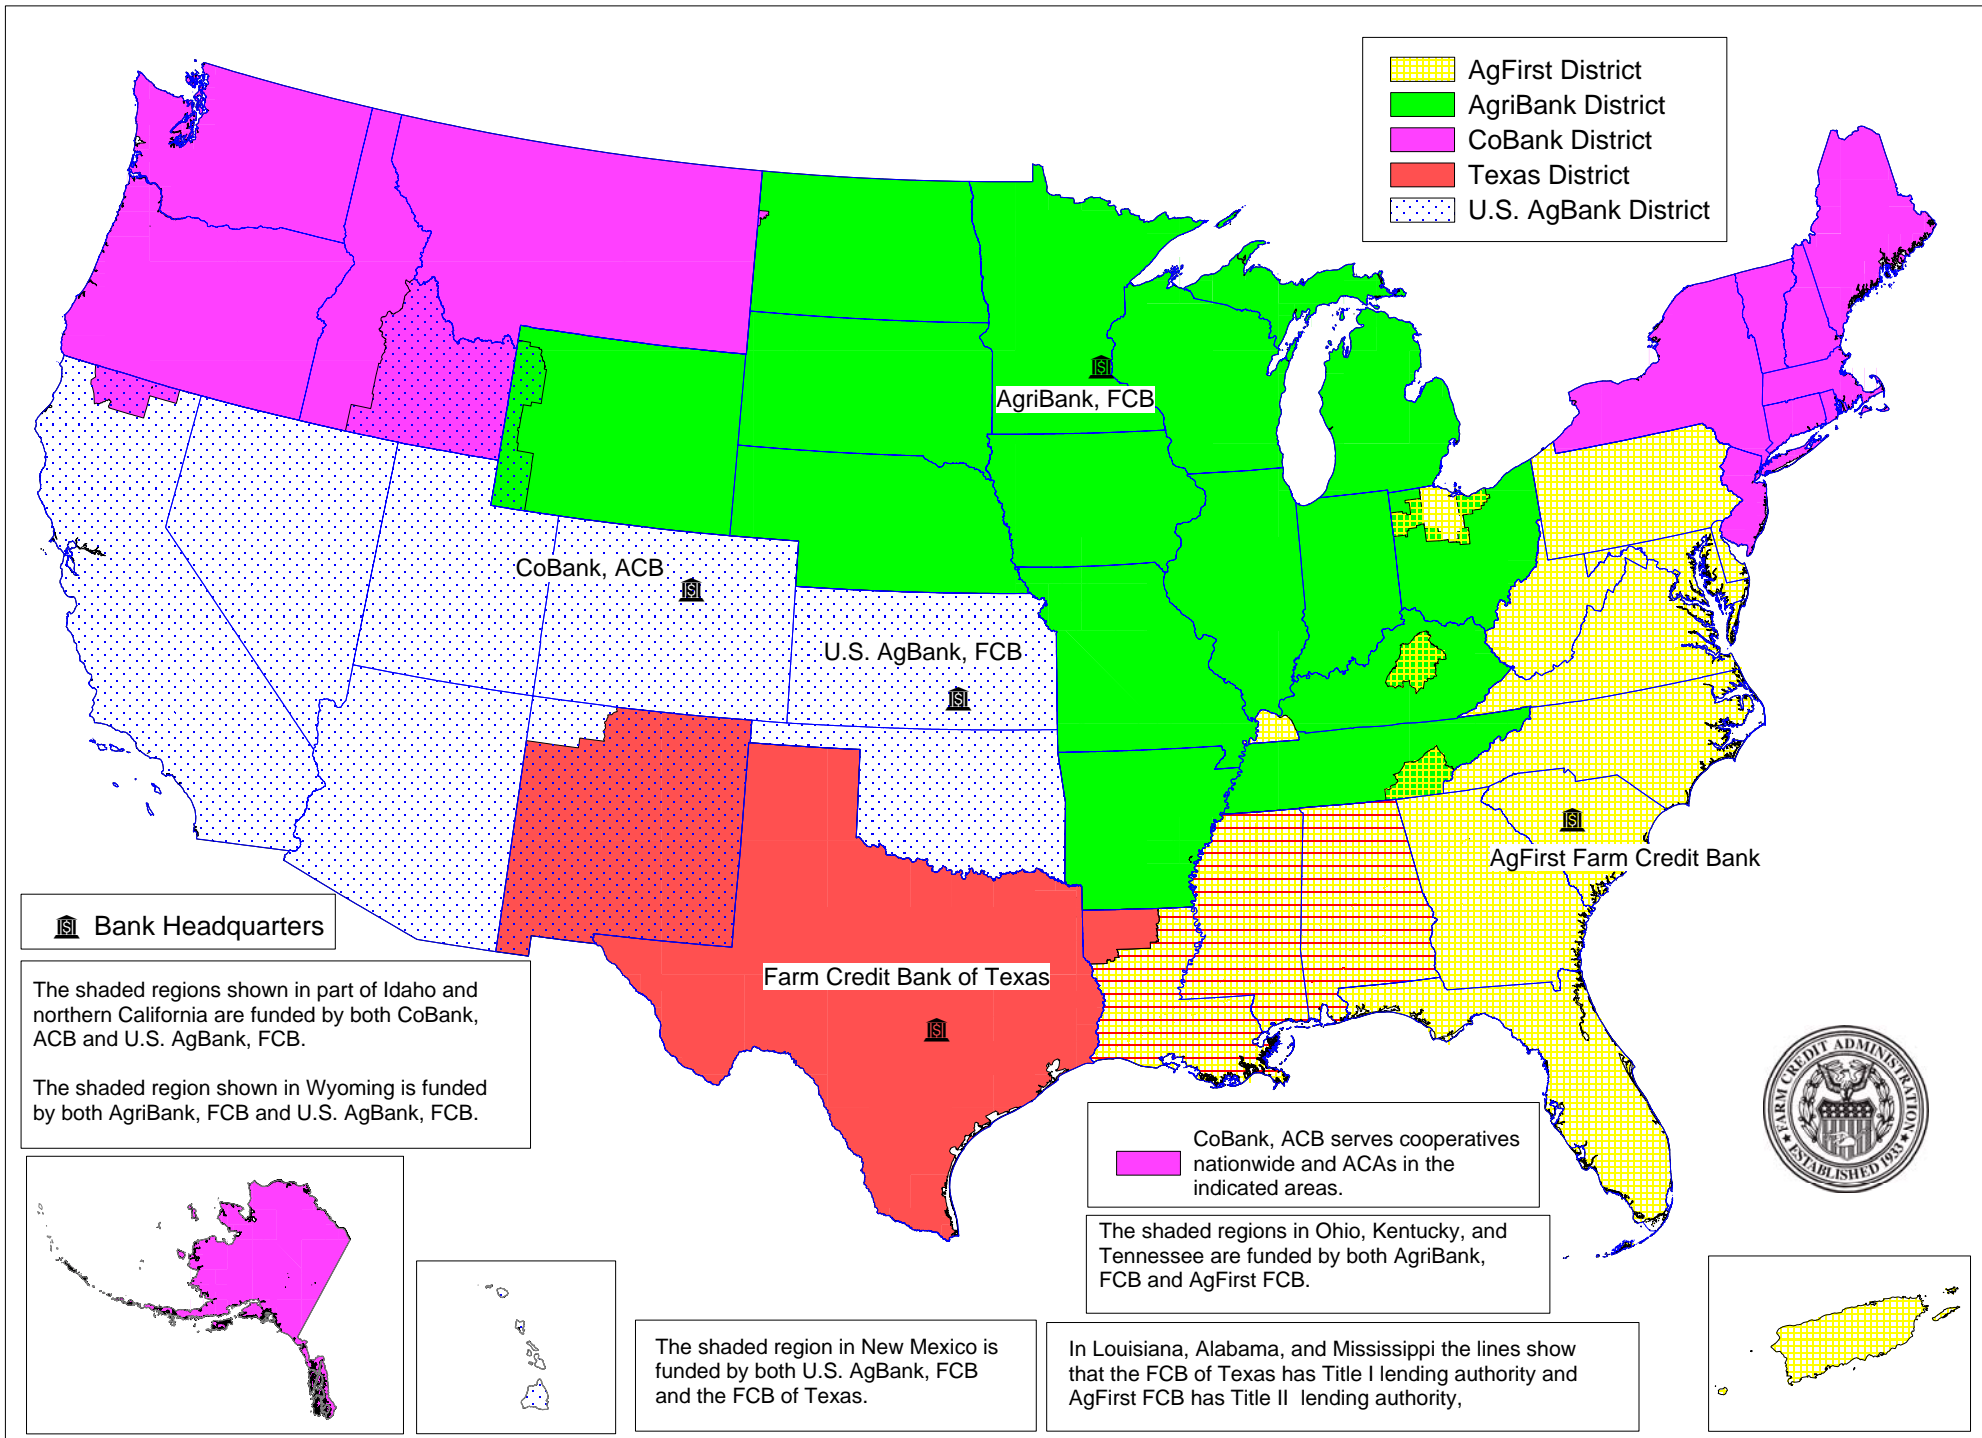 AgFirst District
AgriBank District
CoBank District
Texas District
U.S. AgBank District
AgriBank, FCB
CoBank, ACB
U.S. AgBank, FCB
AgFirst Farm Credit Bank
Farm Credit Bank of Texas
Bank Headquarters
The shaded regions shown in part of Idaho and
northern California are funded by both CoBank,
ACB and U.S. AgBank, FCB.
The shaded region shown in Wyoming is funded
by both AgriBank, FCB and U.S. AgBank, FCB.
CoBank, ACB serves cooperatives
nationwide and ACAs in the
indicated areas.
The shaded regions in Ohio, Kentucky, and
Tennessee are funded by both AgriBank,
FCB and AgFirst FCB.
The shaded region in New Mexico is
funded by both U.S. AgBank, FCB
and the FCB of Texas.
In Louisiana, Alabama, and Mississippi the lines show
that the FCB of Texas has Title I lending authority and
AgFirst FCB has Title II lending authority,
FARM CREDIT ADMINISTRATION
ESTABLISHED 1933